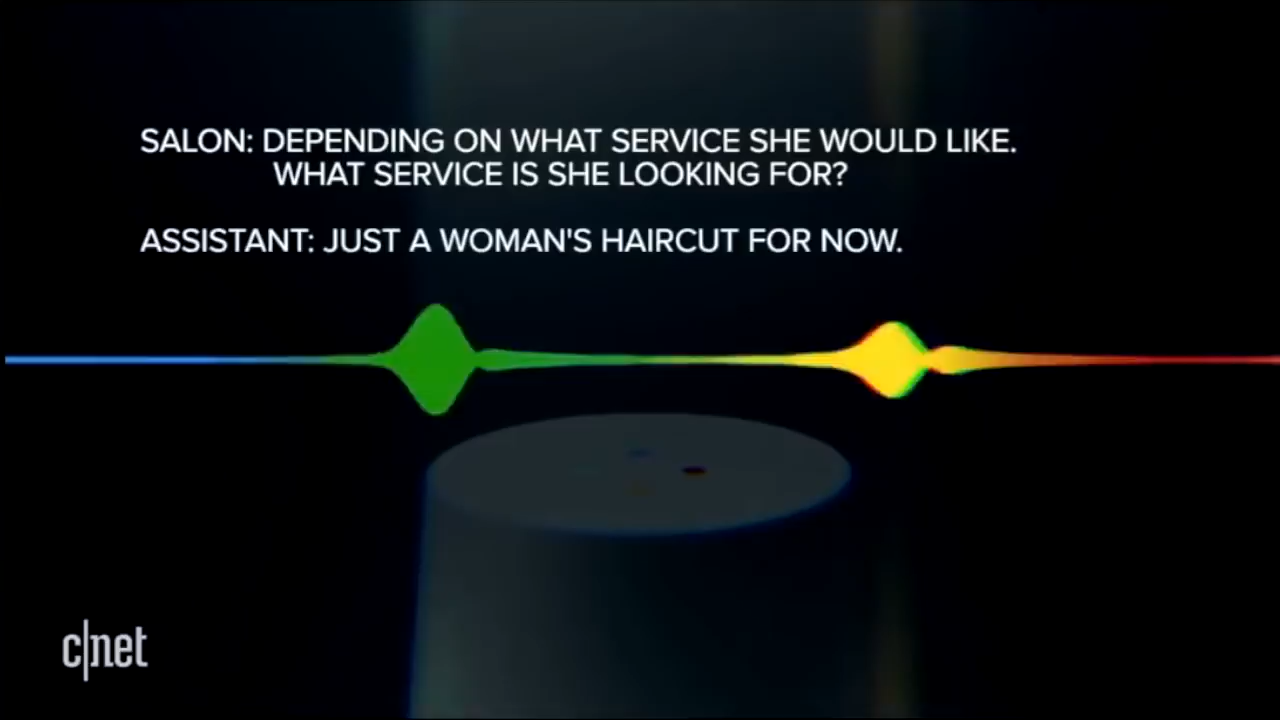 SALON: DEPENDING ON WHAT SERVICE SHE WOULD LIKE.
WHAT SERVICE IS SHE LOOKING FOR?
ASSISTANT: JUST A WOMAN'S HAIRCUT FOR NOW.
c|net